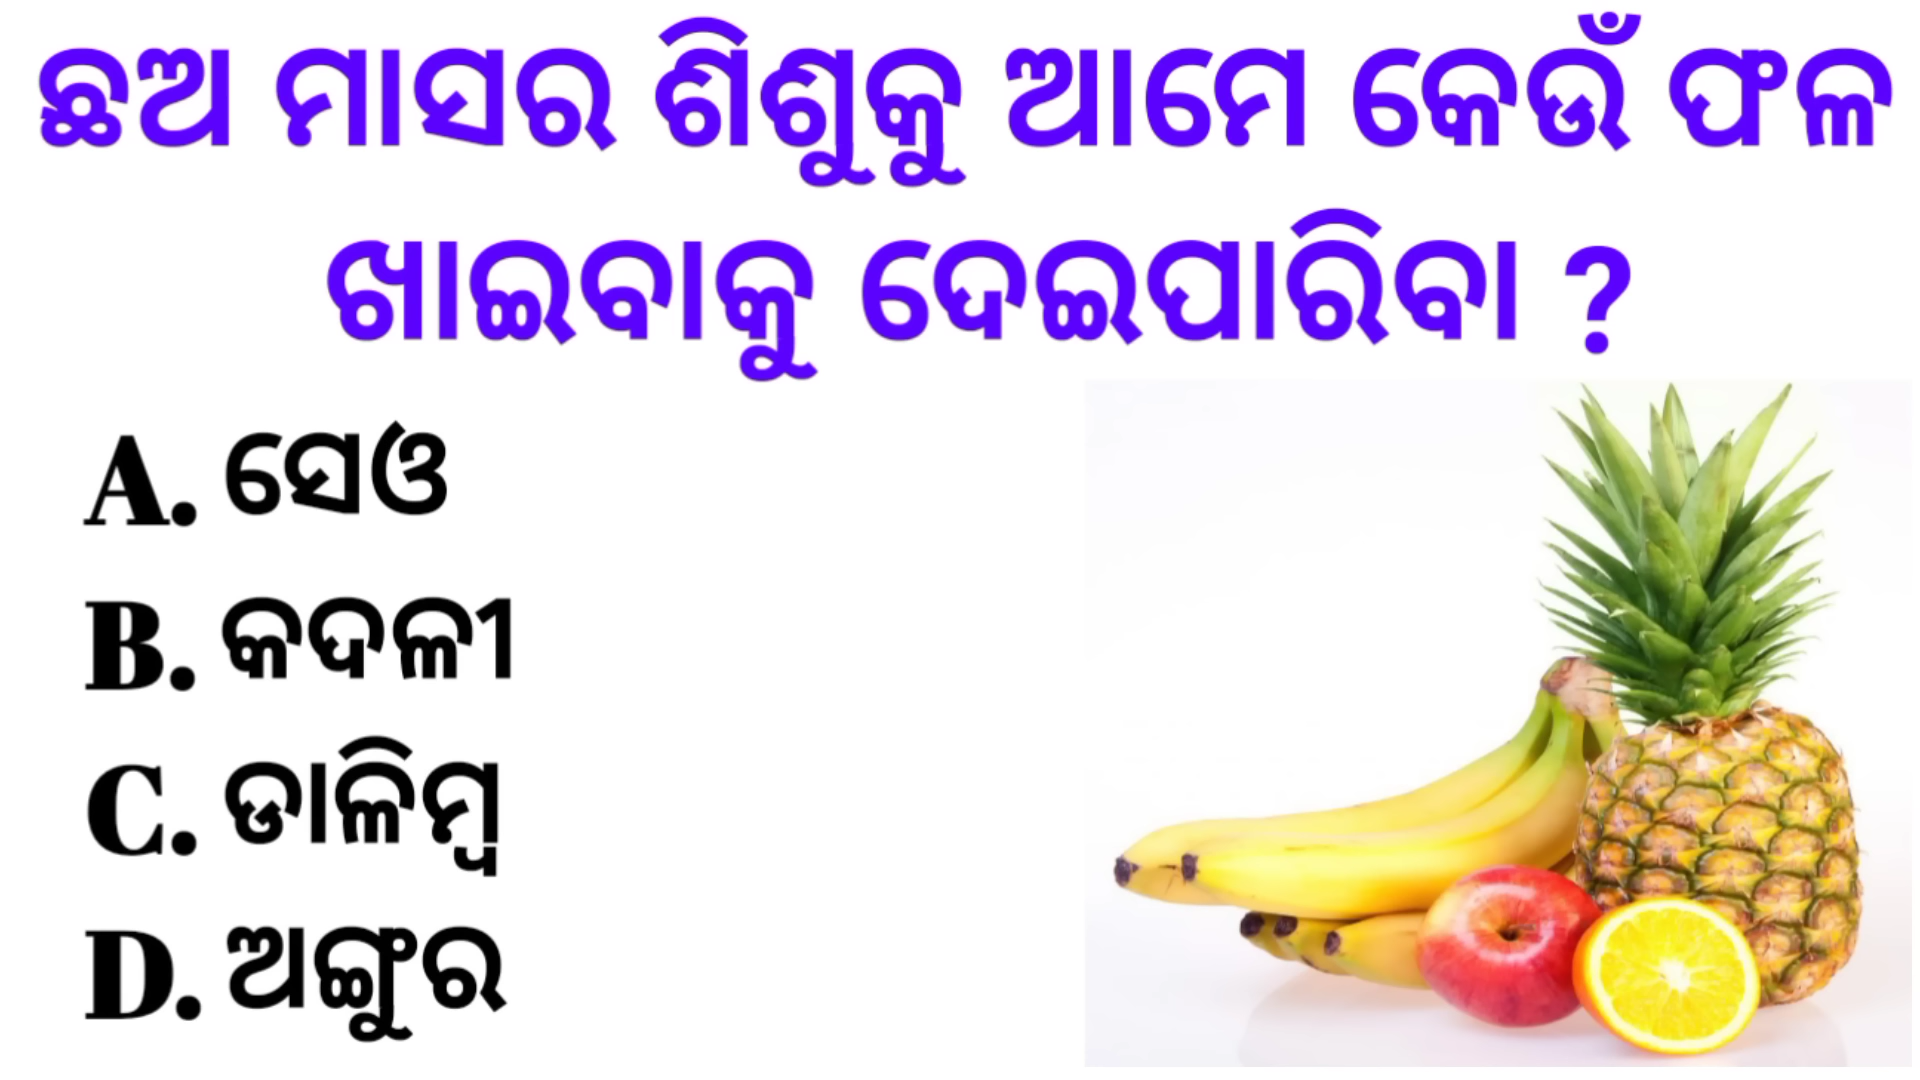 ଛଅ ମାସର ଶିଶୁକୁ ଆମେ କେଉଁ ଫଳ
ଖାଇବାକୁ ଦେଇପାରିବା ?
A. ସେଓ
B. କଦଳୀ
C. ଡାଳିମ୍ବ
D. ଅଙ୍ଗୁର